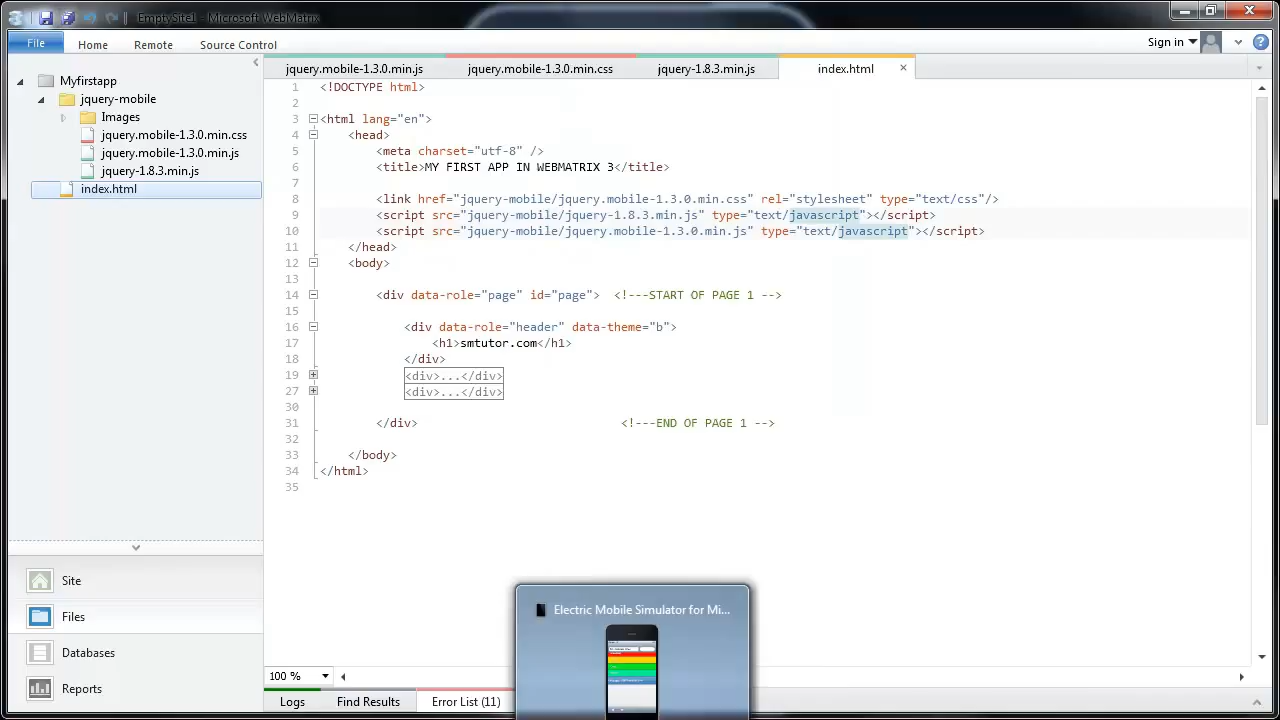 EmptySite1 - Microsoft WebMatrix
File Home Remote Source Control Sign in
Myfirstapp
jquery-mobile
Images
jquery.mobile-1.3.0.min.css
jquery.mobile-1.3.0.min.js
jquery-1.8.3.min.js
index.html
jquery.mobile-1.3.0.min.js jquery.mobile-1.3.0.min.css jquery-1.8.3.min.js index.html
1 <!DOCTYPE html>
2
3 <html lang="en">
4 <head>
5 <meta charset="utf-8" />
6 <title>MY FIRST APP IN WEBMATRIX 3</title>
7
8 <link href="jquery-mobile/jquery.mobile-1.3.0.min.css" rel="stylesheet" type="text/css"/>
9 <script src="jquery-mobile/jquery-1.8.3.min.js" type="text/javascript"></script>
10 <script src="jquery-mobile/jquery.mobile-1.3.0.min.js" type="text/javascript"></script>
11 </head>
12 <body>
13
14 <div data-role="page" id="page"> <!---START OF PAGE 1 -->
15
16 <div data-role="header" data-theme="b">
17 <h1>smtutor.com</h1>
18 </div>
19 <div>...</div>
27 <div>...</div>
30
31 </div> <!---END OF PAGE 1 -->
32
33 </body>
34 </html>
35
Site
Files
Databases
Reports
Electric Mobile Simulator for Mi...
100 %
Logs Find Results Error List (11)